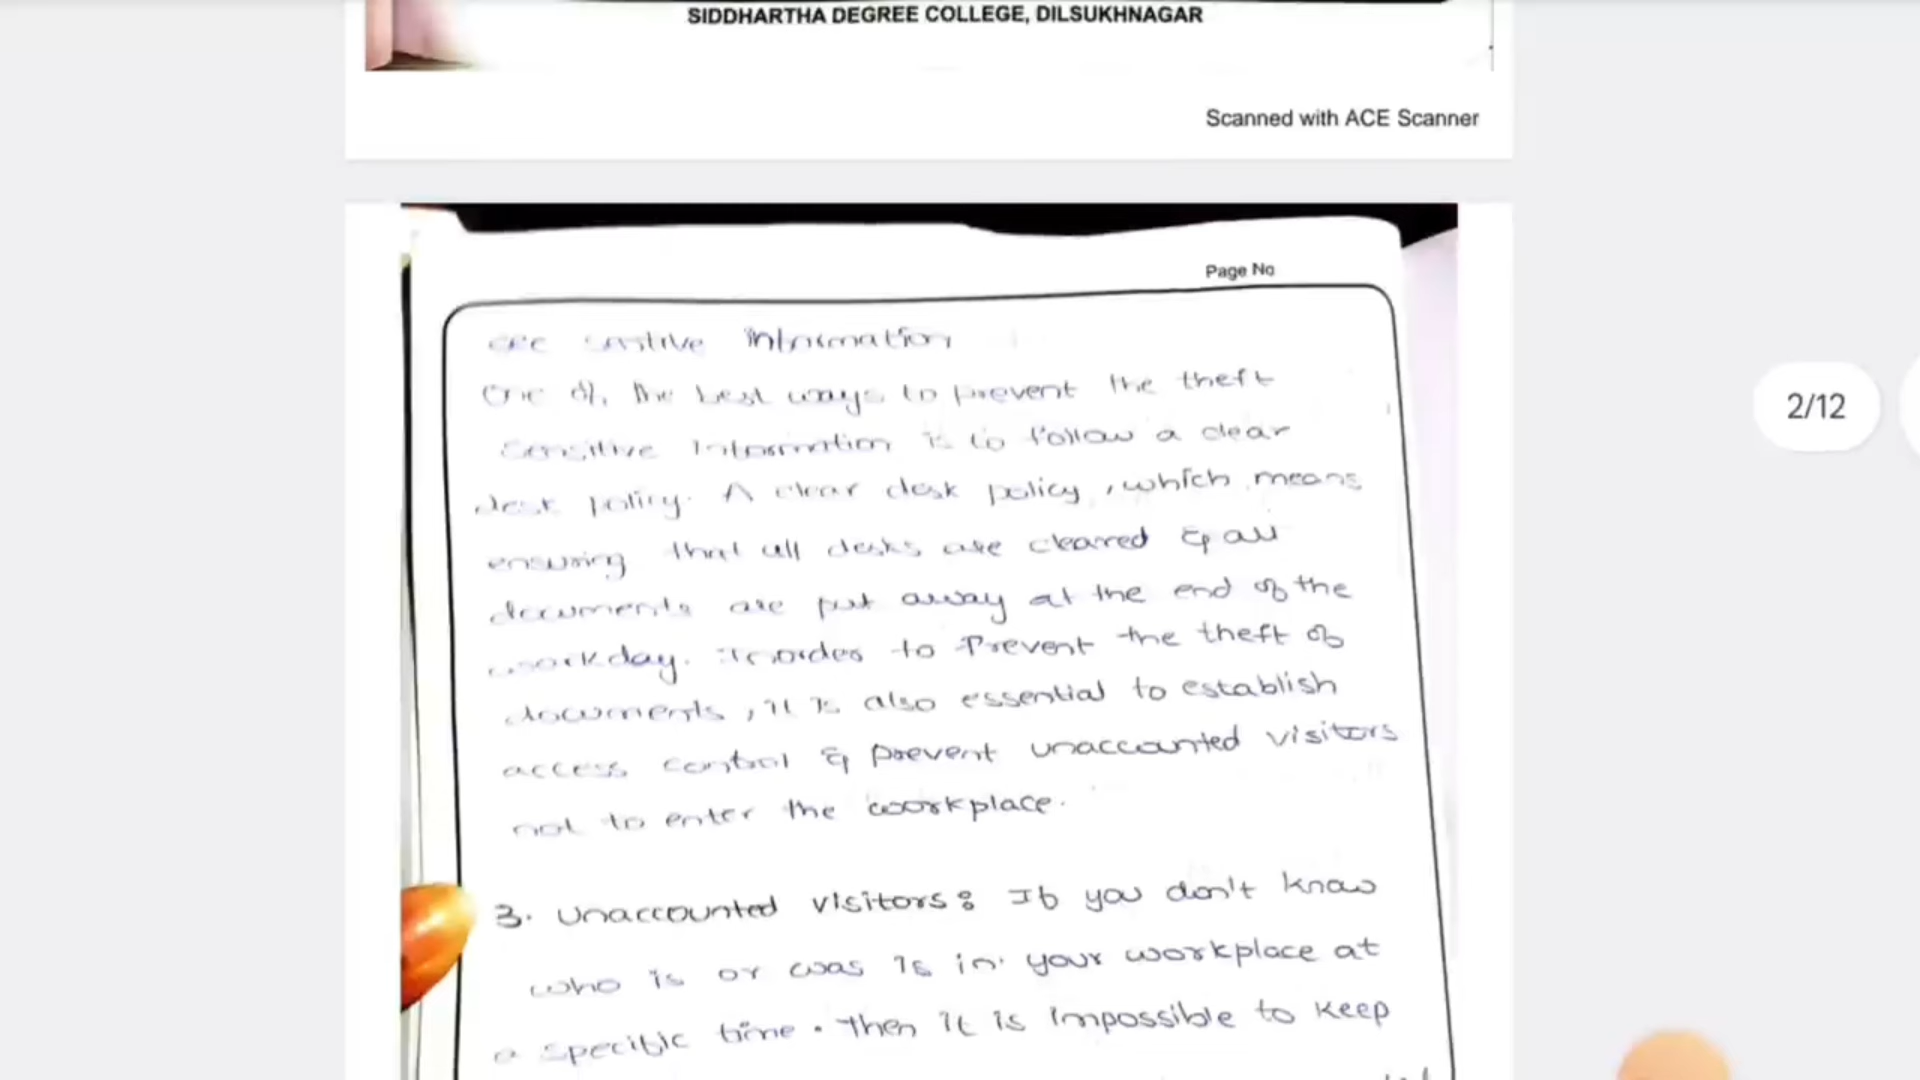 SIDDHARTHA DEGREE COLLEGE, DILSUKHNAGAR
Scanned with ACE Scanner
2/12
Page No
are sensitive information
One of the best ways to prevent the theft
sensitive information is to follow a clear
desk policy. A clear desk policy, which means
ensuring that all desks are cleared & all
documents are put away at the end of the
workday. Inorder to Prevent the theft of
documents, it is also essential to establish
access control & prevent unaccounted visitors
not to enter the workplace.
3. Unaccounted visitors: If you don't know
who is or was is in your workplace at
a specific time. Then it is impossible to keep